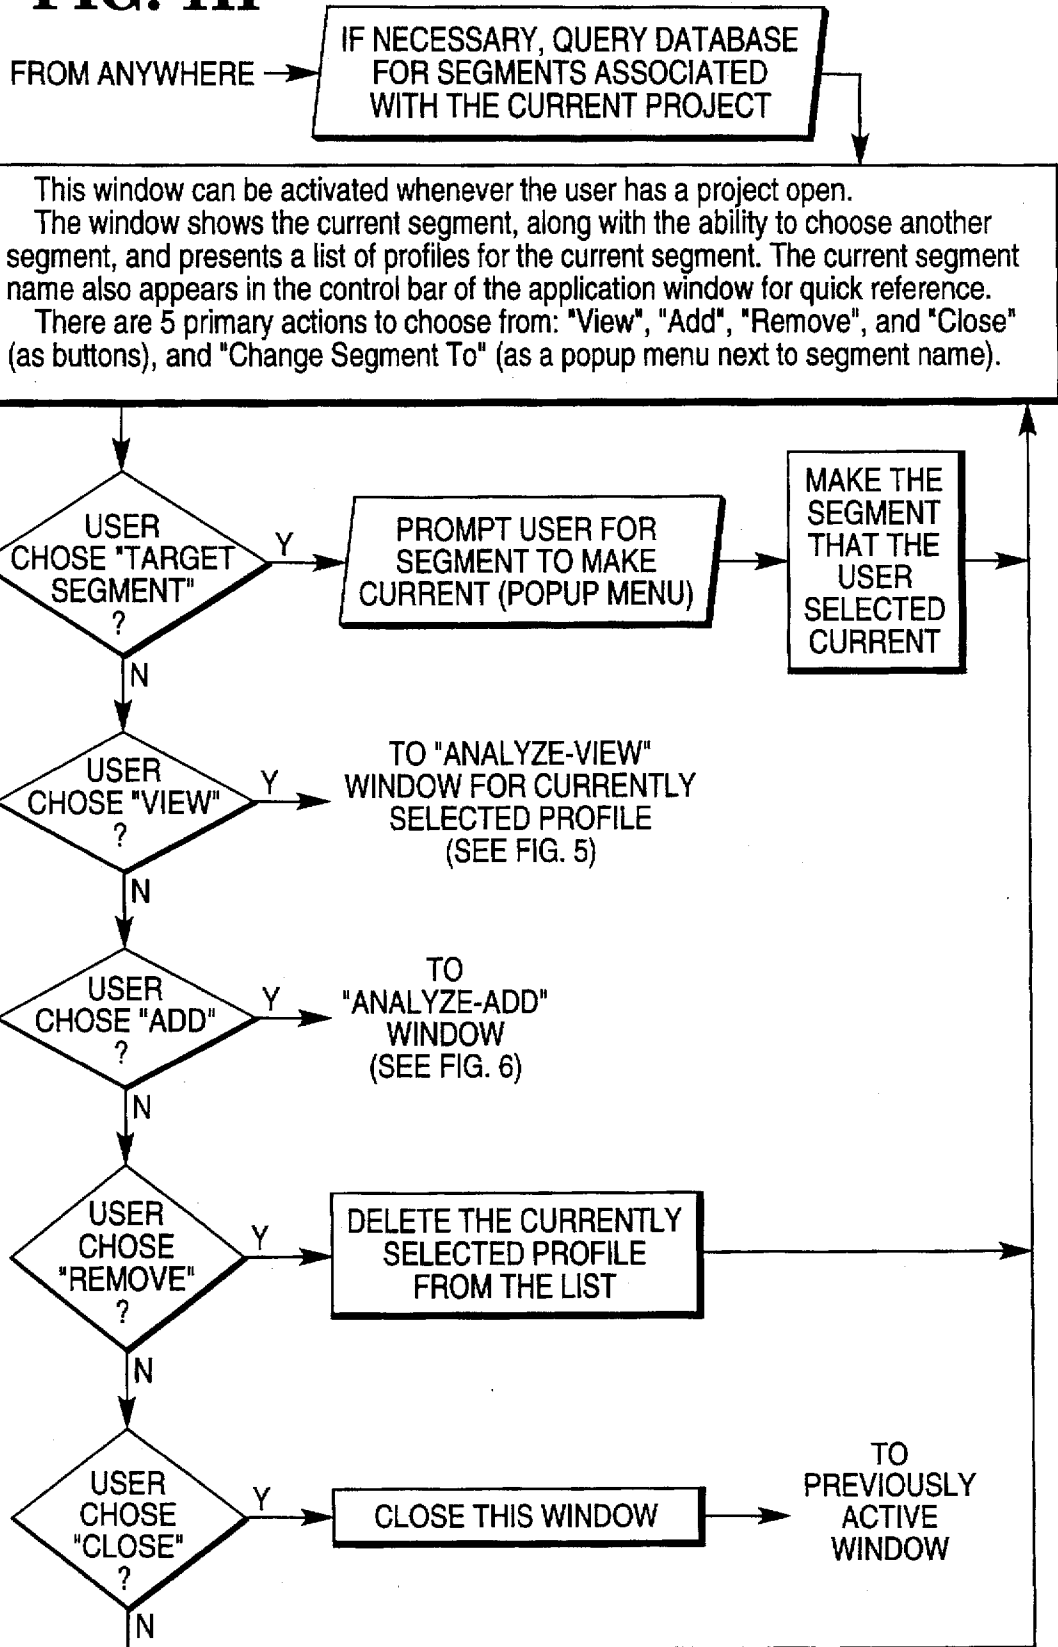 FROM ANYWHERE
IF NECESSARY, QUERY DATABASE
FOR SEGMENTS ASSOCIATED
WITH THE CURRENT PROJECT
This window can be activated whenever the user has a project open.
The window shows the current segment, along with the ability to choose another
segment, and presents a list of profiles for the current segment. The current segment
name also appears in the control bar of the application window for quick reference.
There are 5 primary actions to choose from: "View", "Add", "Remove", and "Close"
(as buttons), and "Change Segment To" (as a popup menu next to segment name).
USER
CHOSE "TARGET
SEGMENT"
?
Y
PROMPT USER FOR
SEGMENT TO MAKE
CURRENT (POPUP MENU)
MAKE THE
SEGMENT
THAT THE
USER
SELECTED
CURRENT
N
USER
CHOSE "VIEW"
?
Y
TO "ANALYZE-VIEW"
WINDOW FOR CURRENTLY
SELECTED PROFILE
(SEE FIG. 5)
N
USER
CHOSE "ADD"
?
Y
TO
"ANALYZE-ADD"
WINDOW
(SEE FIG. 6)
N
USER
CHOSE
"REMOVE"
?
Y
DELETE THE CURRENTLY
SELECTED PROFILE
FROM THE LIST
N
USER
CHOSE
"CLOSE"
?
Y
CLOSE THIS WINDOW
TO
PREVIOUSLY
ACTIVE
WINDOW
N